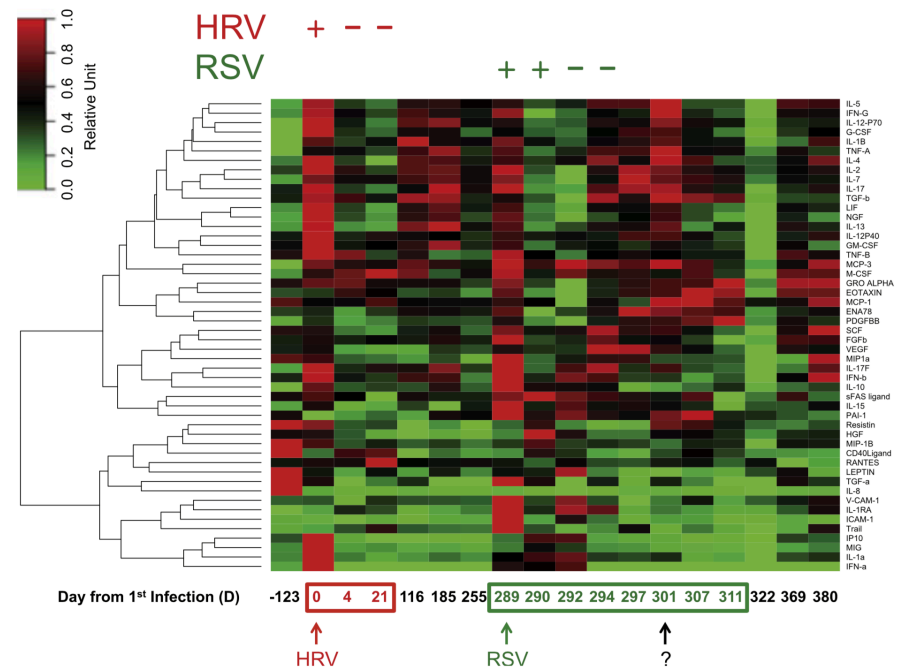 HRV + – –
RSV + + – –
0.0 0.2 0.4 0.6 0.8 1.0
Relative Unit
IL-5
IFN-G
IL-12-P70
G-CSF
IL-1B
TNF-A
IL-4
IL-2
IL-7
IL-17
TGF-b
LIF
NGF
IL-13
IL-12P40
GM-CSF
TNF-B
MCP-3
M-CSF
GRO ALPHA
EOTAXIN
MCP-1
ENA78
PDGFBB
SCF
FGFb
VEGF
MIP1a
IL-17F
IFN-b
IL-10
sFAS ligand
IL-15
PAI-1
Resistin
HGF
MIP-1B
CD40Ligand
RANTES
LEPTIN
TGF-a
IL-8
V-CAM-1
IL-1RA
ICAM-1
Trail
IP10
MIG
IL-1a
IFN-a
Day from 1st Infection (D) -123 0 4 21 116 185 255 289 290 292 294 297 301 307 311 322 369 380
HRV RSV ?